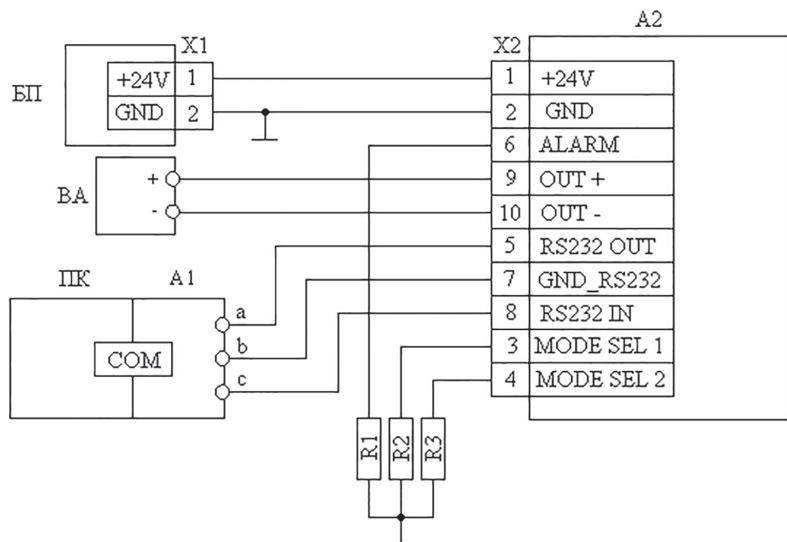 A2
X1
X2
БП
+24V 1
GND 2
1 +24V
2 GND
6 ALARM
9 OUT +
10 OUT -
5 RS232 OUT
7 GND_RS232
8 RS232 IN
3 MODE SEL 1
4 MODE SEL 2
ВА
+
-
ПК
A1
COM
a
b
c
R1
R2
R3